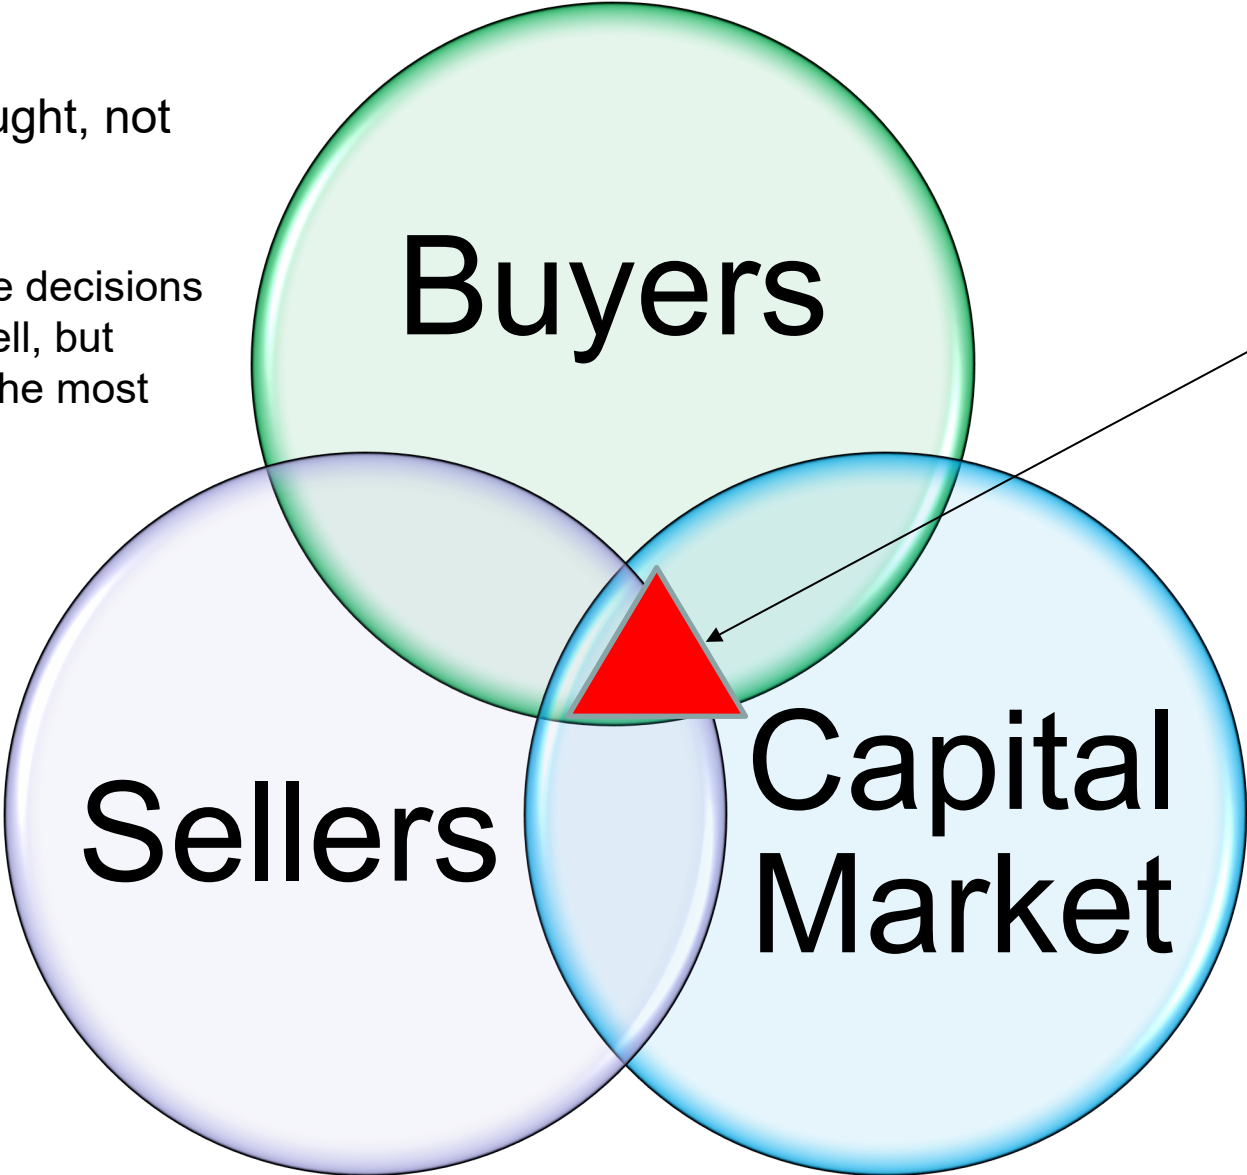 ught, not
e decisions
ell, but
he most
Buyers
Sellers
Capital
Market